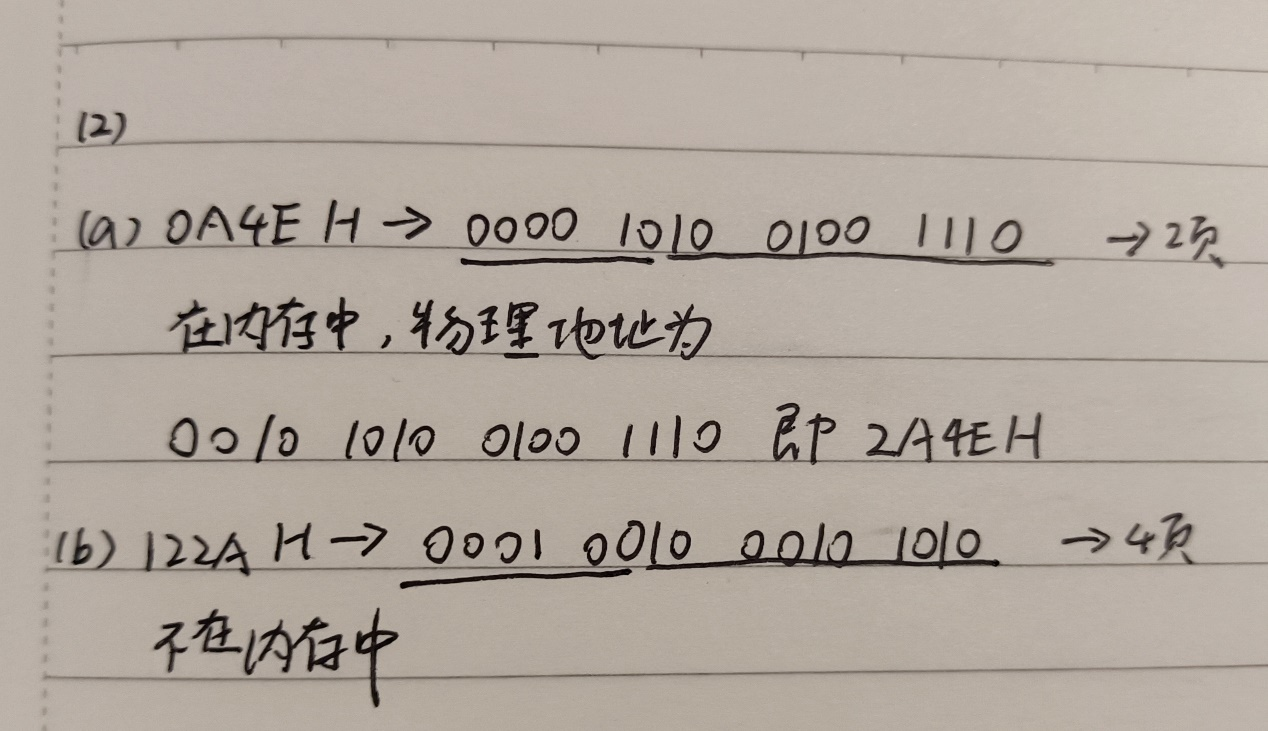 (2)
(a) 0A4E H → 0000 1010 0100 1110 → 2页
在内存中,物理地址为
0010 1010 0100 1110 即 2A4EH
(b) 122A H → 0001 0010 0010 1010 → 4页
不在内存中